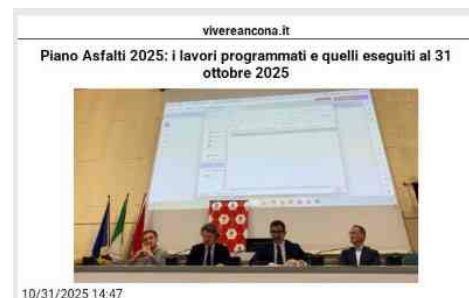 vivereancona.it
Piano Asfalti 2025: i lavori programmati e quelli eseguiti al 31
ottobre 2025
10/31/2025 14:47